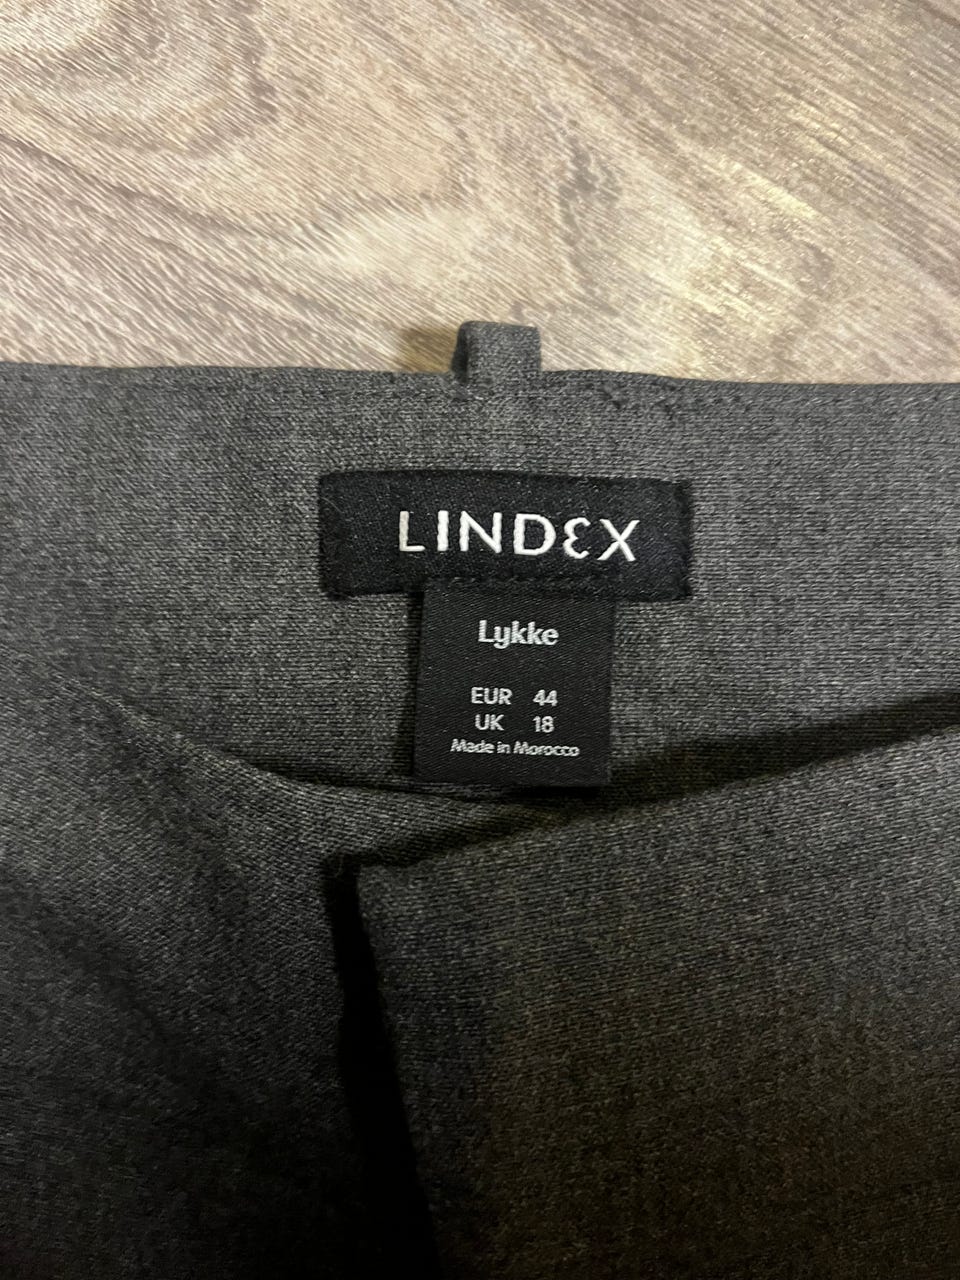 LINDEX
Lykke
EUR 44
UK 18
Made in Morocco